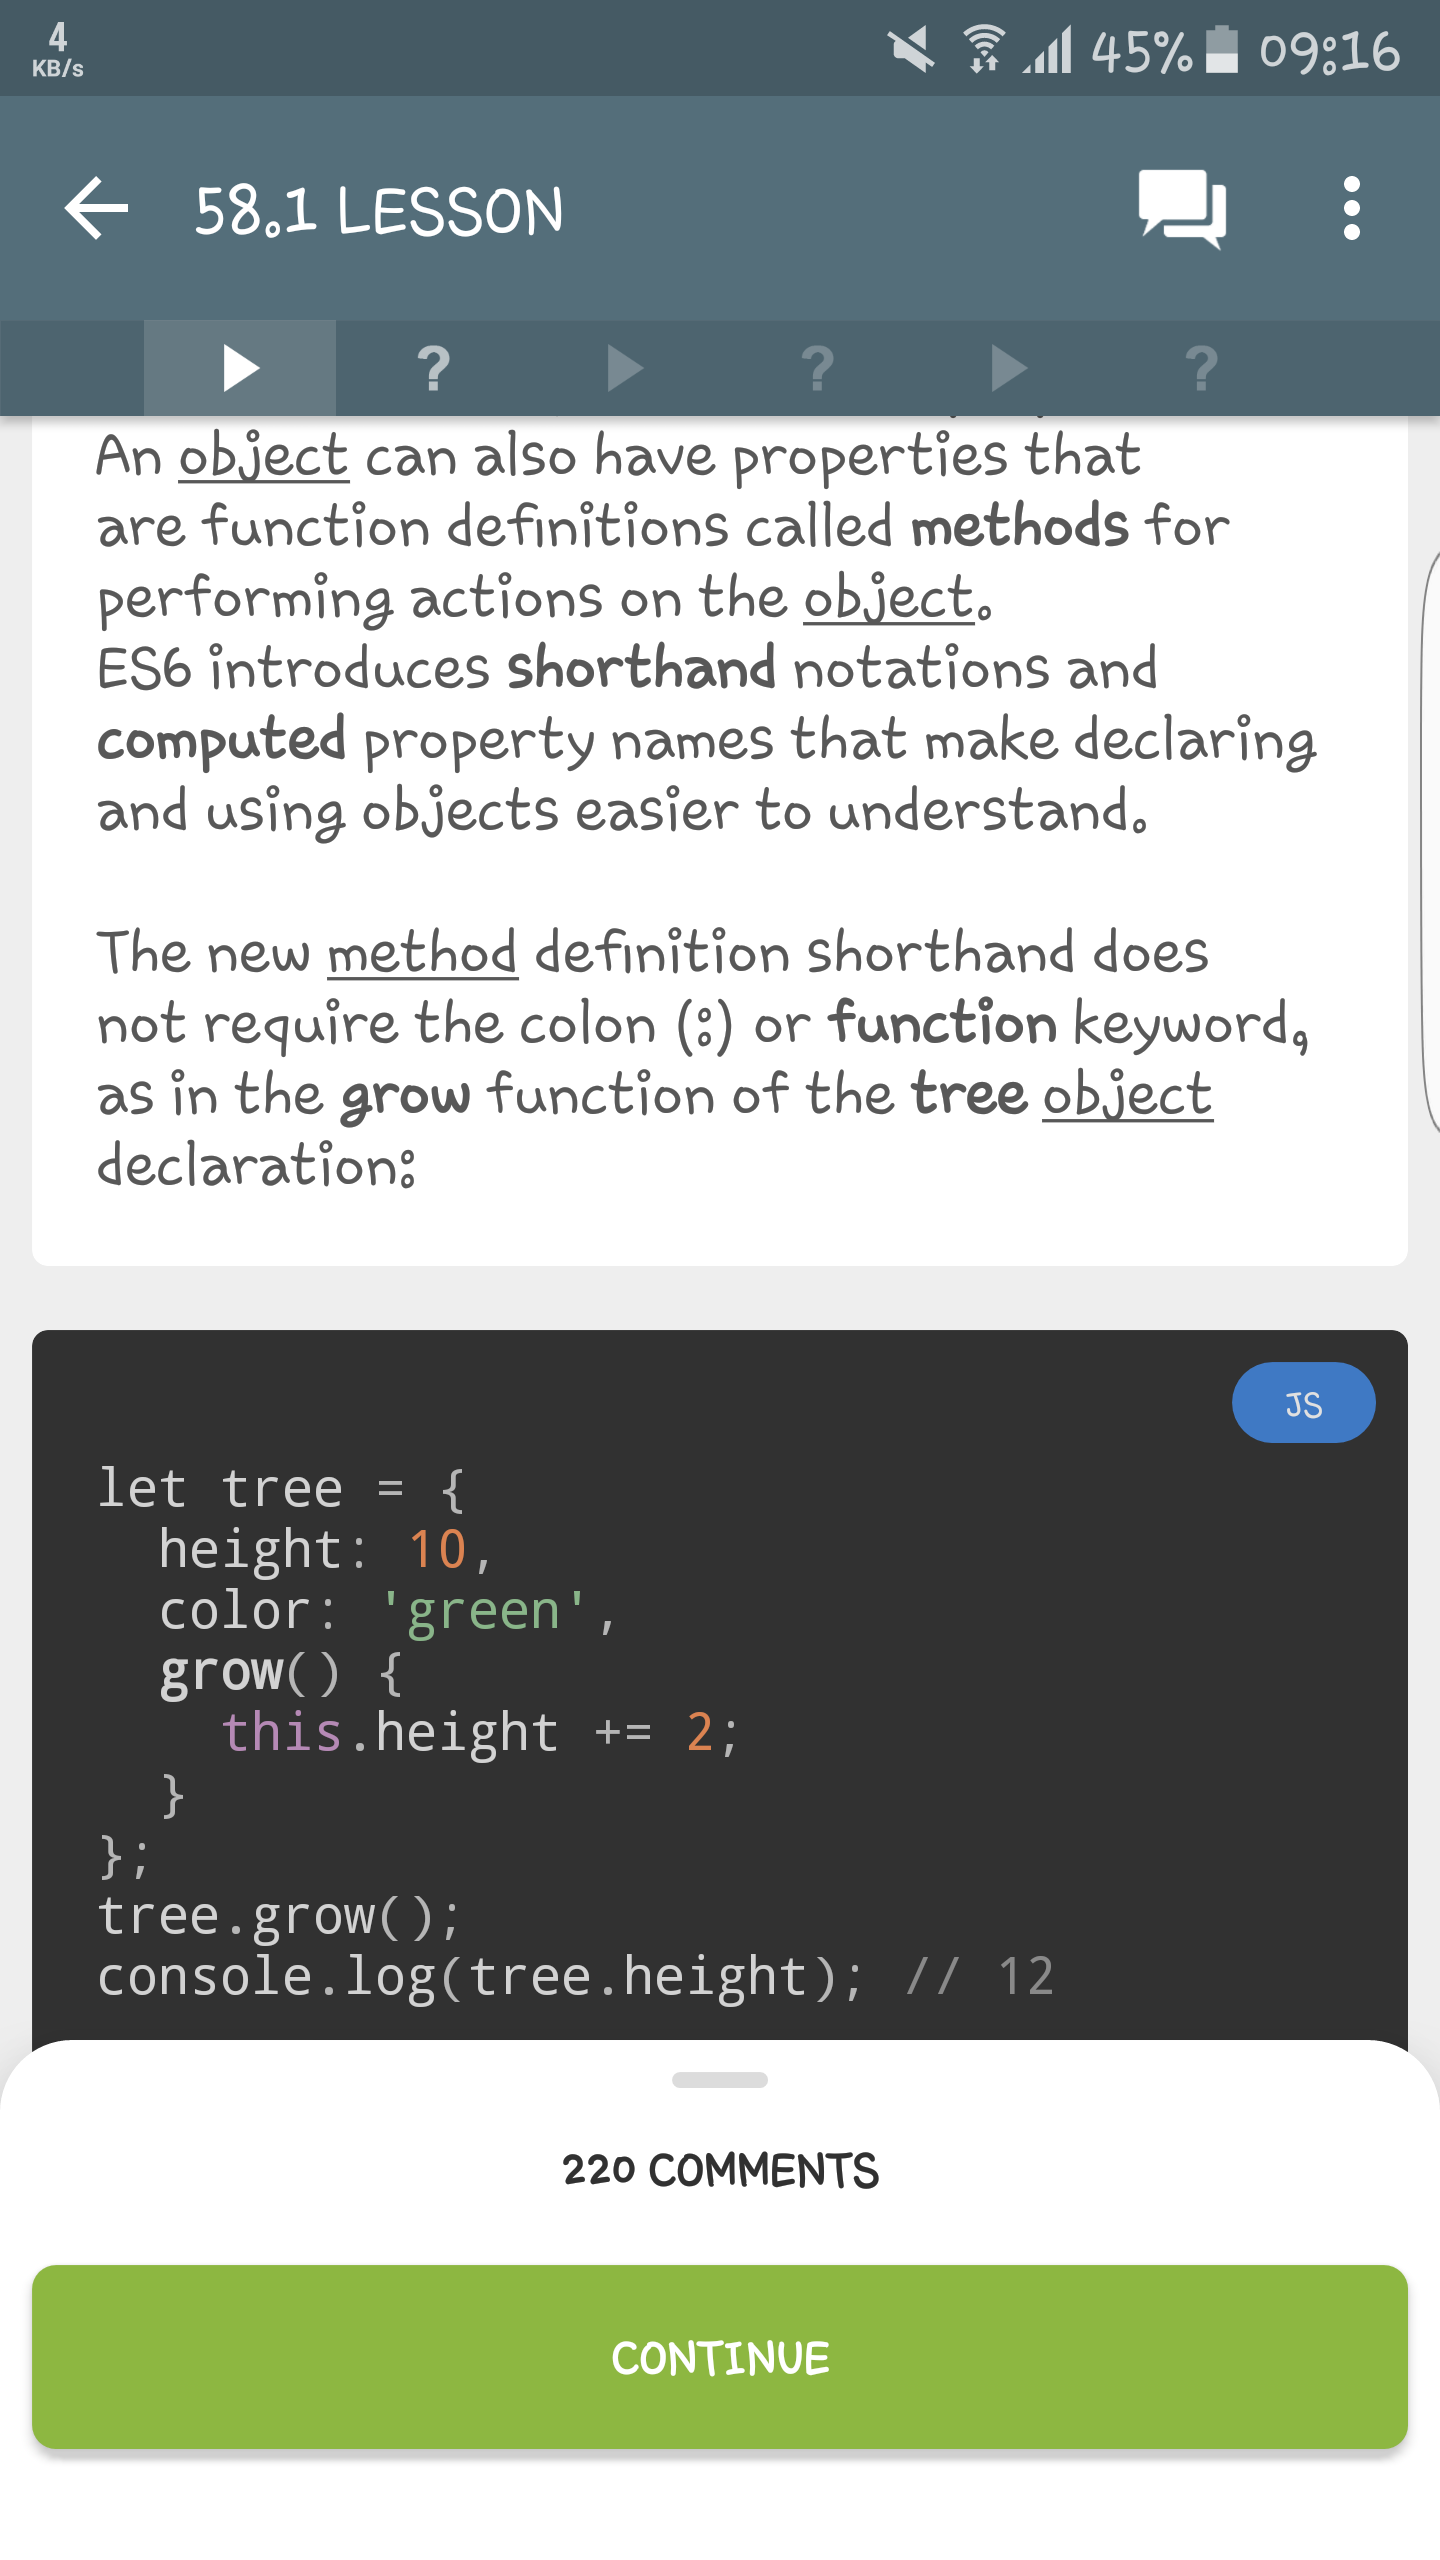 4
KB/s
45% 09:16
58.1 LESSON
? ? ?
An object can also have properties that
are function definitions called methods for
performing actions on the object.
ES6 introduces shorthand notations and
computed property names that make declaring
and using objects easier to understand.
The new method definition shorthand does
not require the colon (:) or function keyword,
as in the grow function of the tree object
declaration:
JS
let tree = {
  height: 10,
  color: 'green',
  grow() {
    this.height += 2;
  }
};
tree.grow();
console.log(tree.height); // 12
220 COMMENTS
CONTINUE